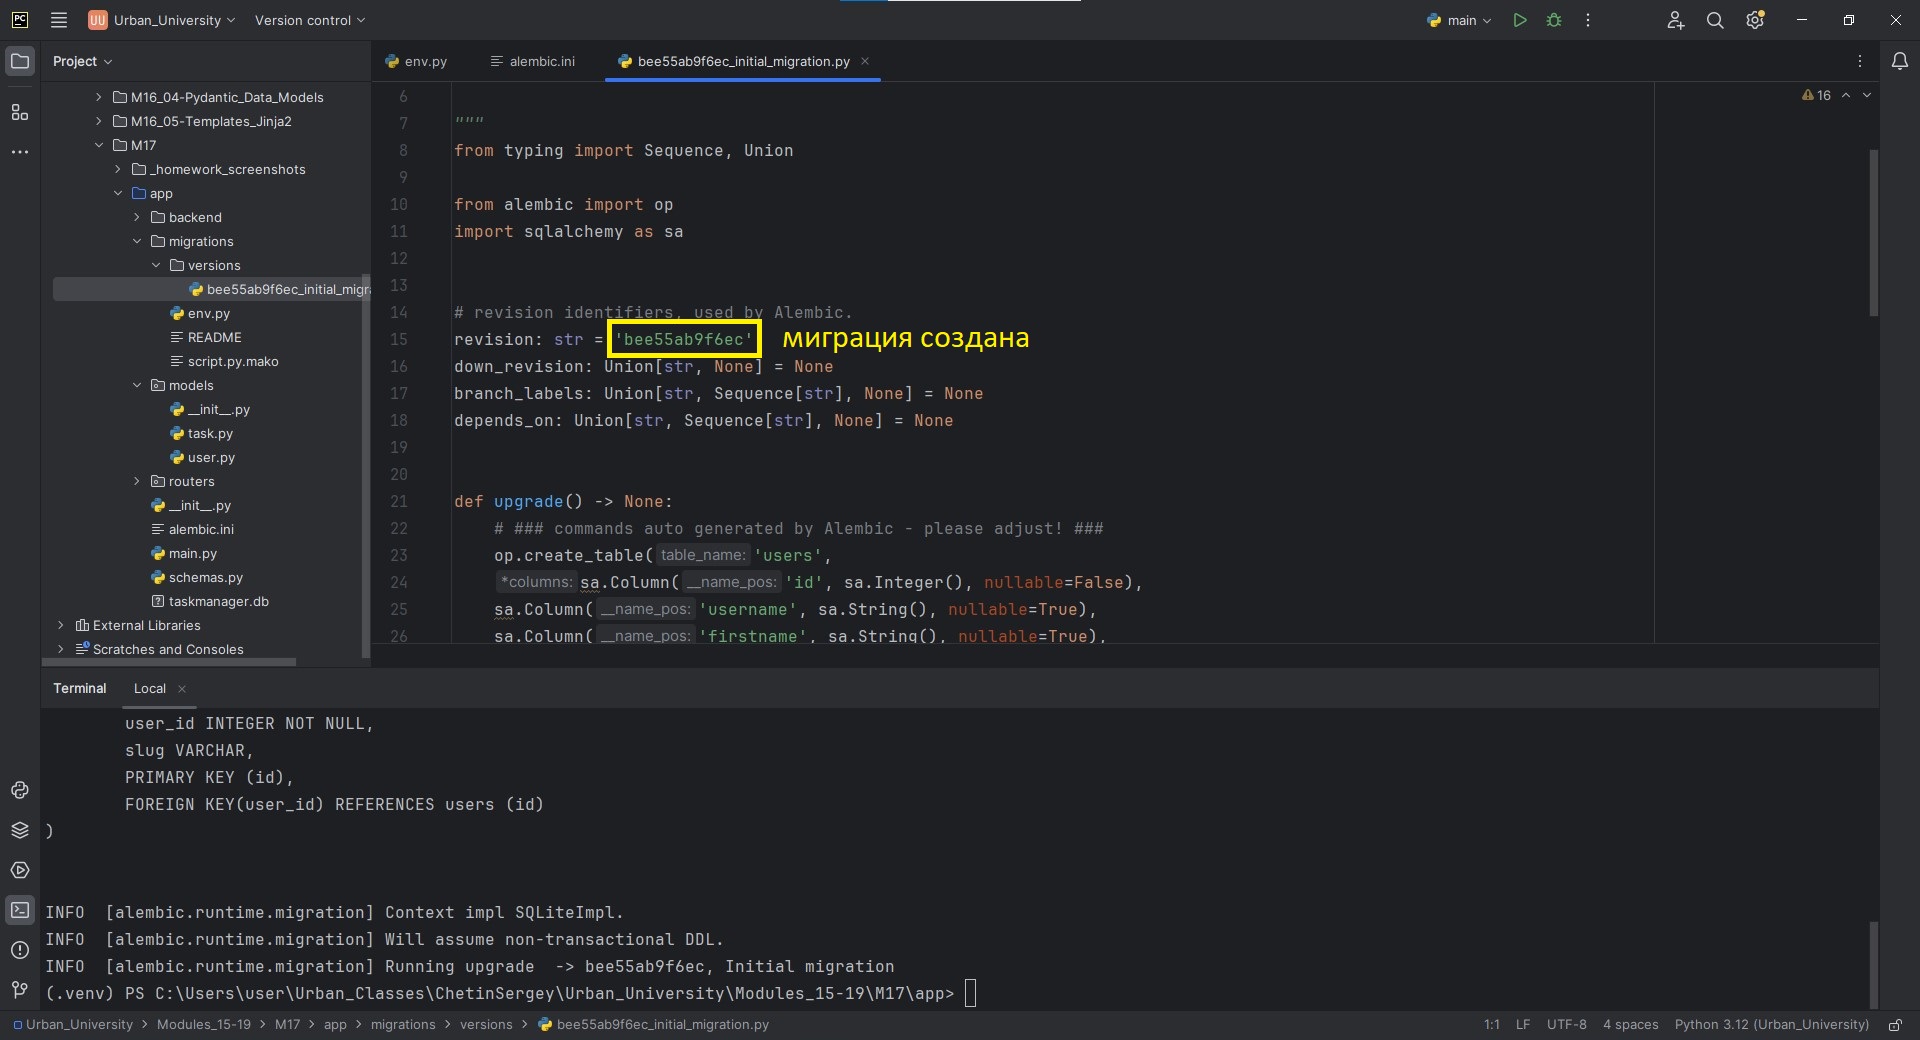 PC
UU Urban_University
Version control
main
Project
env.py
alembic.ini
bee55ab9f6ec_initial_migration.py
M16_04-Pydantic_Data_Models
M16_05-Templates_Jinja2
M17
_homework_screenshots
app
backend
migrations
versions
bee55ab9f6ec_initial_migra
env.py
README
script.py.mako
models
__init__.py
task.py
user.py
routers
__init__.py
alembic.ini
main.py
schemas.py
taskmanager.db
External Libraries
Scratches and Consoles
16
6
7 """
8 from typing import Sequence, Union
9
10 from alembic import op
11 import sqlalchemy as sa
12
13
14 # revision identifiers, used by Alembic.
15 revision: str = 'bee55ab9f6ec' миграция создана
16 down_revision: Union[str, None] = None
17 branch_labels: Union[str, Sequence[str], None] = None
18 depends_on: Union[str, Sequence[str], None] = None
19
20
21 def upgrade() -> None:
22 # ### commands auto generated by Alembic - please adjust! ###
23 op.create_table( table_name: 'users',
24 *columns: sa.Column( __name_pos: 'id', sa.Integer(), nullable=False),
25 sa.Column( __name_pos: 'username', sa.String(), nullable=True),
26 sa.Column( __name_pos: 'firstname', sa.String(), nullable=True),
Terminal
Local
user_id INTEGER NOT NULL,
slug VARCHAR,
PRIMARY KEY (id),
FOREIGN KEY(user_id) REFERENCES users (id)
)
INFO [alembic.runtime.migration] Context impl SQLiteImpl.
INFO [alembic.runtime.migration] Will assume non-transactional DDL.
INFO [alembic.runtime.migration] Running upgrade -> bee55ab9f6ec, Initial migration
(.venv) PS C:\Users\user\Urban_Classes\ChetinSergey\Urban_University\Modules_15-19\M17\app>
Urban_University > Modules_15-19 > M17 > app > migrations > versions > bee55ab9f6ec_initial_migration.py
1:1 LF UTF-8 4 spaces Python 3.12 (Urban_University)